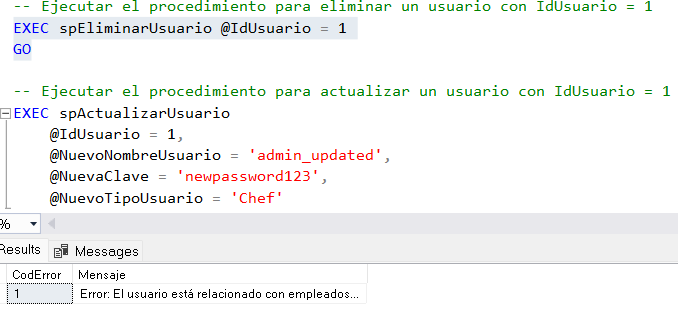 -- Ejecutar el procedimiento para eliminar un usuario con IdUsuario = 1
EXEC spEliminarUsuario @IdUsuario = 1
GO
-- Ejecutar el procedimiento para actualizar un usuario con IdUsuario = 1
EXEC spActualizarUsuario
@IdUsuario = 1,
@NuevoNombreUsuario = 'admin_updated',
@NuevaClave = 'newpassword123',
@NuevoTipoUsuario = 'Chef'
%
Results Messages
CodError Mensaje
1 Error: El usuario está relacionado con empleados...